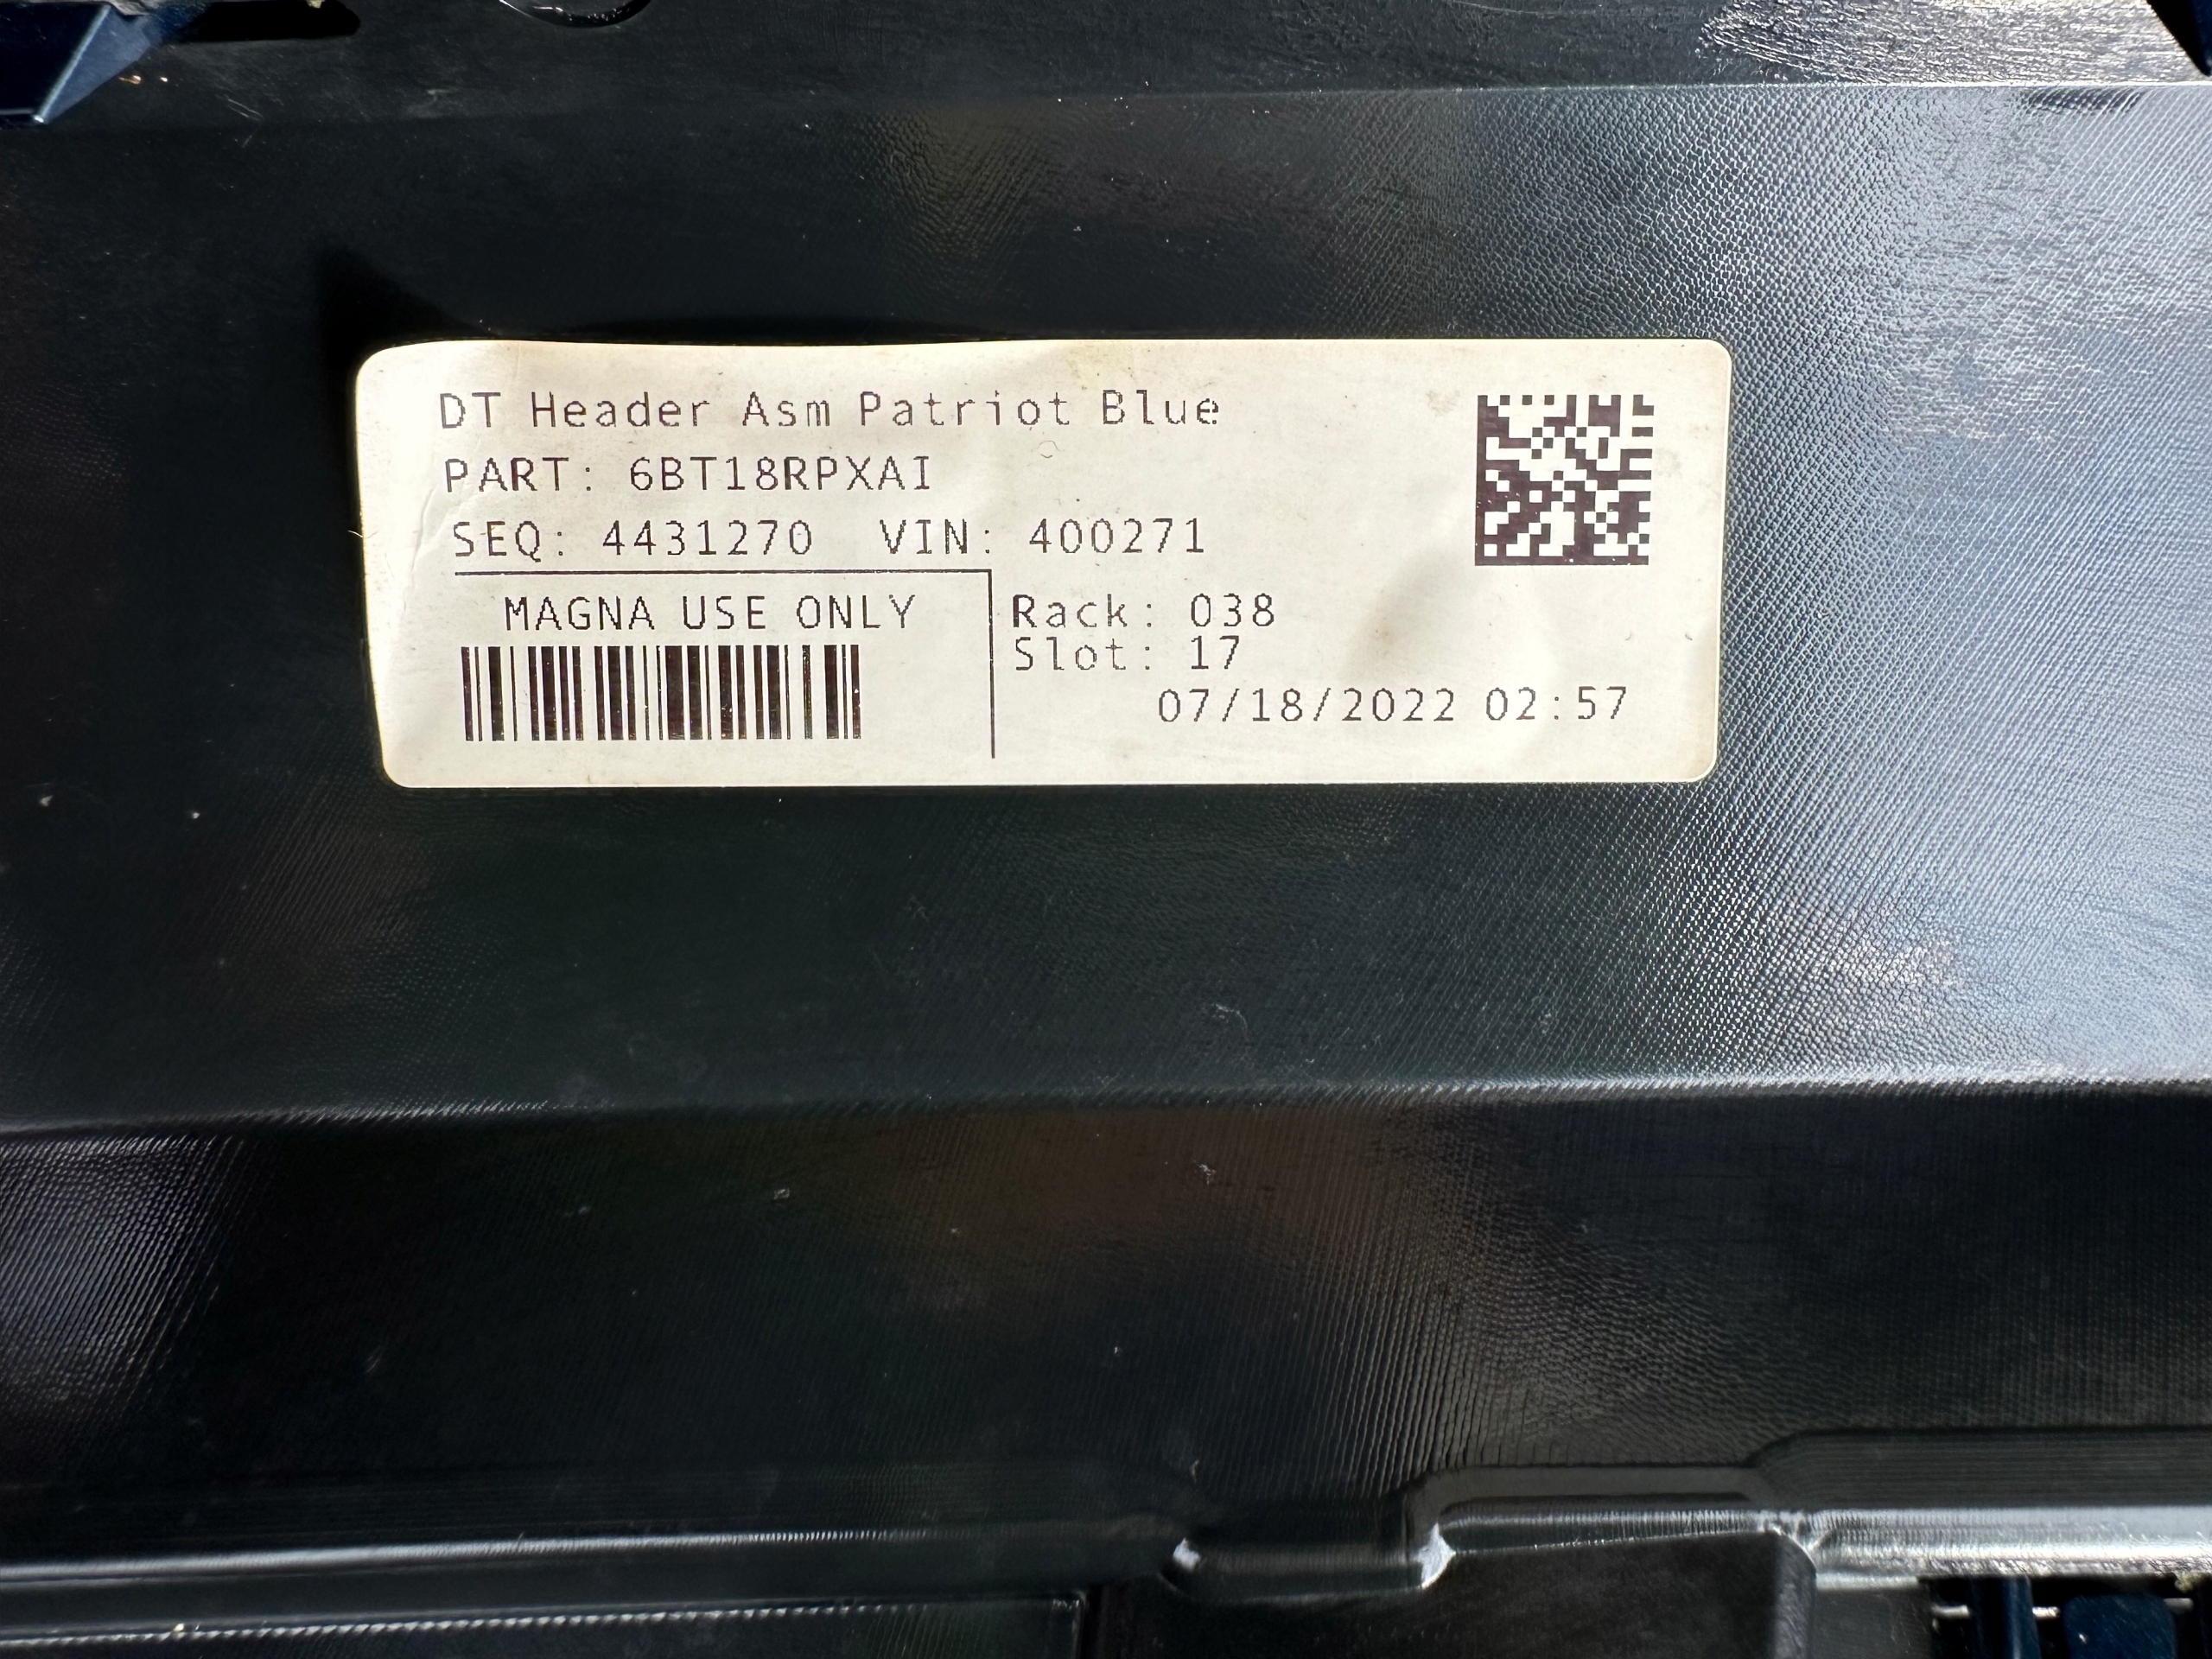 DT Header Asm Patriot Blue
PART: 6BT18RPXAI
SEQ: 4431270 VIN: 400271
MAGNA USE ONLY
Rack: 038
Slot: 17
07/18/2022 02:57